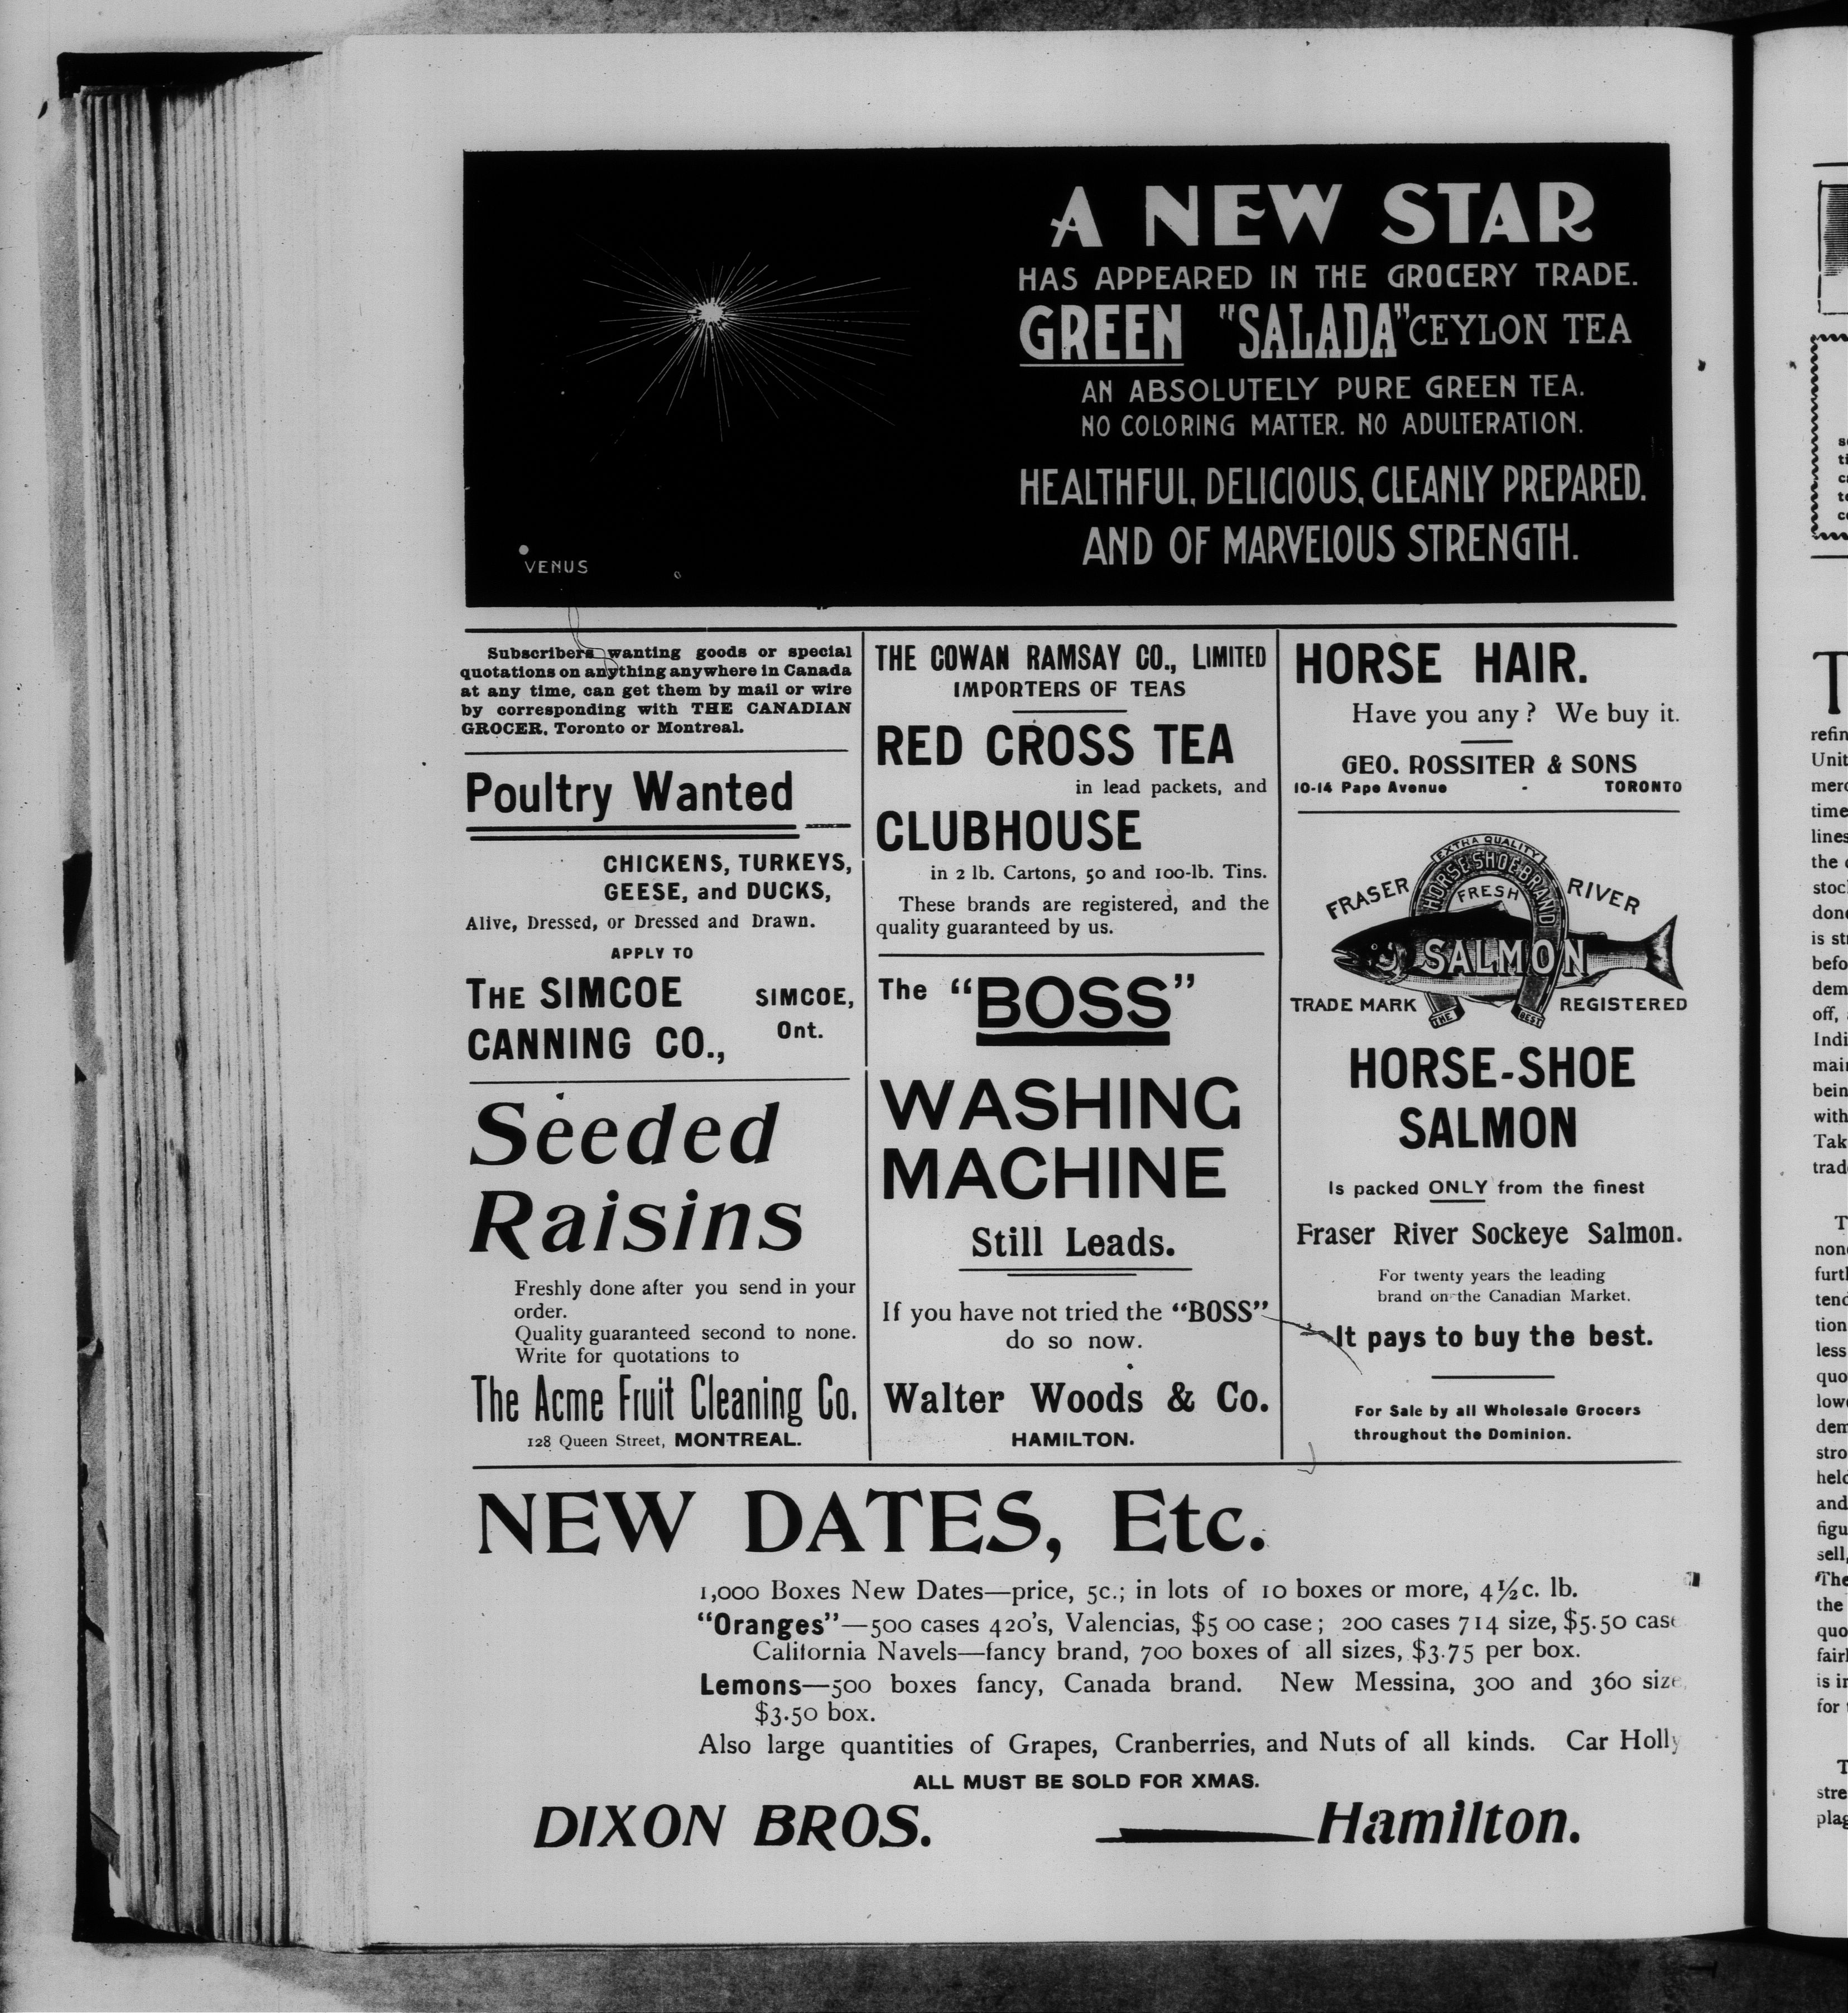 A NEW STAR
HAS APPEARED IN THE GROCERY TRADE.
GREEN "SALADA" CEYLON TEA
AN ABSOLUTELY PURE GREEN TEA.
NO COLORING MATTER. NO ADULTERATION.
HEALTHFUL, DELICIOUS, CLEANLY PREPARED.
AND OF MARVELOUS STRENGTH.
VENUS
Subscribers wanting goods or special
quotations on anything anywhere in Canada
at any time, can get them by mail or wire
by corresponding with THE CANADIAN
GROCER, Toronto or Montreal.
Poultry Wanted
CHICKENS, TURKEYS,
GEESE, and DUCKS,
Alive, Dressed, or Dressed and Drawn.
APPLY TO
THE SIMCOE
CANNING CO.,
SIMCOE,
Ont.
Seeded
Raisins
Freshly done after you send in your
order.
Quality guaranteed second to none.
Write for quotations to
The Acme Fruit Cleaning Co.
128 Queen Street, MONTREAL.
THE COWAN RAMSAY CO., LIMITED
IMPORTERS OF TEAS
RED CROSS TEA
in lead packets, and
CLUBHOUSE
in 2 lb. Cartons, 50 and 100-lb. Tins.
These brands are registered, and the
quality guaranteed by us.
The "BOSS"
WASHING
MACHINE
Still Leads.
If you have not tried the "BOSS"
do so now.
Walter Woods & Co.
HAMILTON.
HORSE HAIR.
Have you any? We buy it.
GEO. ROSSITER & SONS
10-14 Pape Avenue - TORONTO
EXTRA QUALITY
HORSE SHOE BRAND
FRASER RIVER
FRESH
SALMON
TRADE MARK REGISTERED
THE BEST
HORSE-SHOE
SALMON
Is packed ONLY from the finest
Fraser River Sockeye Salmon.
For twenty years the leading
brand on the Canadian Market.
It pays to buy the best.
For Sale by all Wholesale Grocers
throughout the Dominion.
NEW DATES, Etc.
1,000 Boxes New Dates—price, 5c.; in lots of 10 boxes or more, 4½c. lb.
"Oranges"—500 cases 420's, Valencias, $5 00 case; 200 cases 714 size, $5.50 case
California Navels—fancy brand, 700 boxes of all sizes, $3.75 per box.
Lemons—500 boxes fancy, Canada brand. New Messina, 300 and 360 size,
$3.50 box.
Also large quantities of Grapes, Cranberries, and Nuts of all kinds. Car Holly
ALL MUST BE SOLD FOR XMAS.
DIXON BROS. Hamilton.